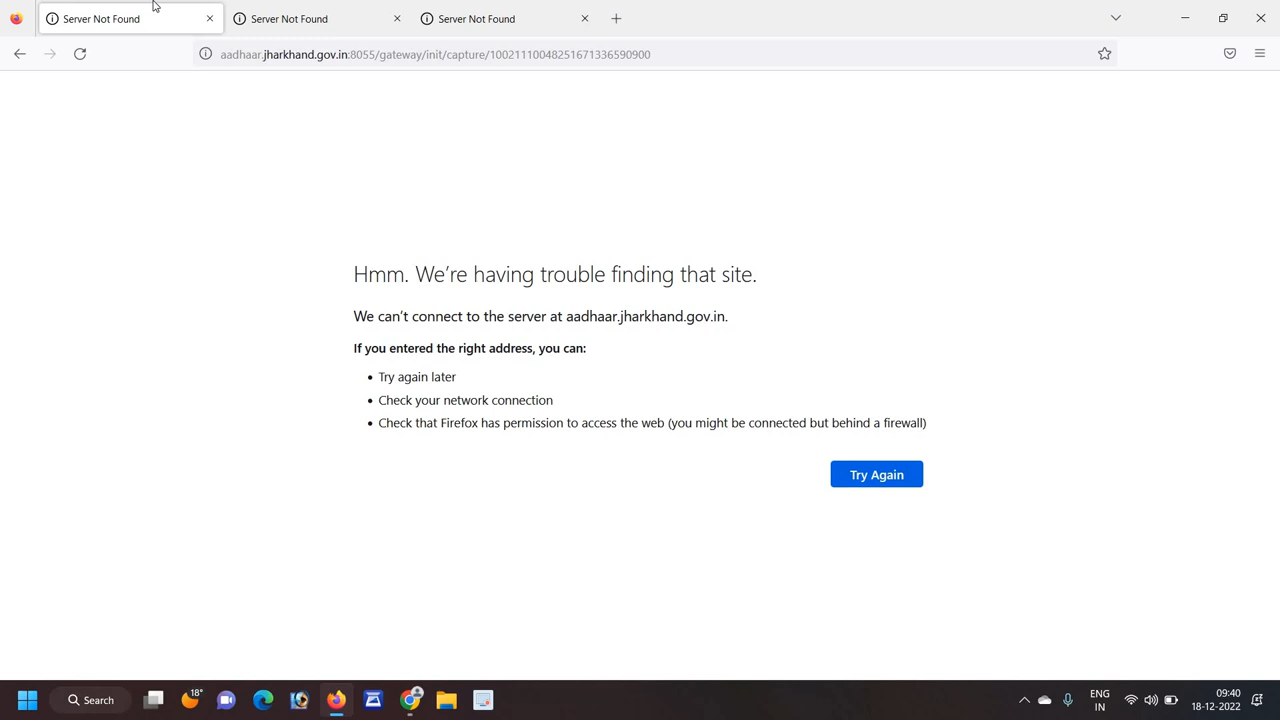 Server Not Found
Server Not Found
Server Not Found
aadhaar.jharkhand.gov.in:8055/gateway/init/capture/10021110048251671336590900
Hmm. We're having trouble finding that site.
We can't connect to the server at aadhaar.jharkhand.gov.in.
If you entered the right address, you can:
Try again later
Check your network connection
Check that Firefox has permission to access the web (you might be connected but behind a firewall)
Try Again
Search
18°
ENG
IN
09:40
18-12-2022